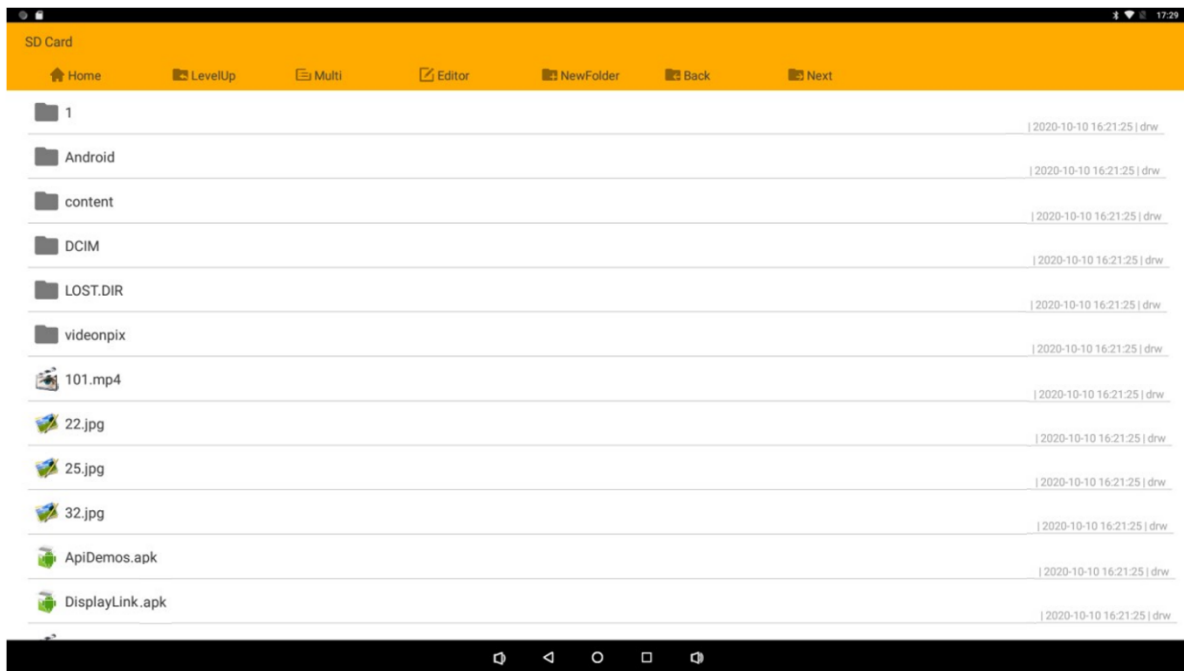 17:29
SD Card
Home LevelUp Multi Editor NewFolder Back Next
1
| 2020-10-10 16:21:25 | drw
Android
| 2020-10-10 16:21:25 | drw
content
| 2020-10-10 16:21:25 | drw
DCIM
| 2020-10-10 16:21:25 | drw
LOST.DIR
| 2020-10-10 16:21:25 | drw
videonpix
| 2020-10-10 16:21:25 | drw
101.mp4
| 2020-10-10 16:21:25 | drw
22.jpg
| 2020-10-10 16:21:25 | drw
25.jpg
| 2020-10-10 16:21:25 | drw
32.jpg
| 2020-10-10 16:21:25 | drw
ApiDemos.apk
| 2020-10-10 16:21:25 | drw
DisplayLink.apk
| 2020-10-10 16:21:25 | drw